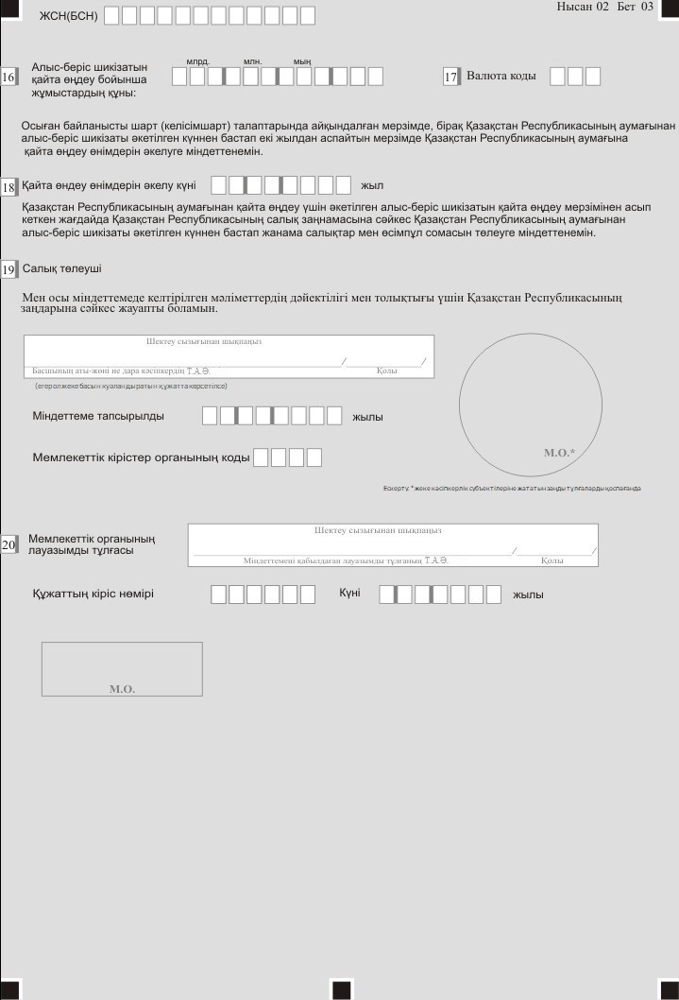 Нысан 02 Бет 03
ЖСН(БСН)
млрд. млн. мың
16 Алыс-беріс шикізатын
қайта өңдеу бойынша
жұмыстардың құны:
17 Валюта коды
Осыған байланысты шарт (келісімшарт) талаптарында айқындалған мерзімде, бірақ Қазақстан Республикасының аумағынан
алыс-беріс шикізаты әкетілген күннен бастап екі жылдан аспайтын мерзімде Қазақстан Республикасының аумағына
қайта өңдеу өнімдерін әкелуге міндеттенемін.
18 Қайта өндеу өнімдерін әкелу күні жыл
Қазақстан Республикасының аумағынан қайта өңдеу үшін әкетілген алыс-беріс шикізатын қайта өңдеу мерзімінен асып
кеткен жағдайда Қазақстан Республикасының салық заңнамасына сәйкес Қазақстан Республикасының аумағынан
алыс-беріс шикізаты әкетілген күннен бастап жанама салықтар мен өсімпұл сомасын төлеуге міндеттенемін.
19 Салық төлеуші
Мен осы міндеттемеде келтірілген мәліметтердің дәйектілігі мен толықтығы үшін Қазақстан Республикасының
заңдарына сәйкес жауапты боламын.
Шектеу сызығынан шықпаңыз
/ /
Басшының аты-жөні не дара кәсіпкердің Т.А.Ә. Қолы
(егер ол жеке басын куаландыратын құжатта көрсетілсе)
Міндеттеме тапсырылды жылы
Мемлекеттік кірістер органының коды
М.О.*
Ескерту: * жеке кәсіпкерлік субъектілеріне жататын заңды тұлғаларды қоспағанда
20 Мемлекеттік органының
лауазымды тұлғасы
Шектеу сызығынан шықпаңыз
/ /
Міндеттемені қабылдаған лауазымды тұлғаның Т.А.Ә. Қолы
Құжаттың кіріс нөмірі Күні жылы
М.О.